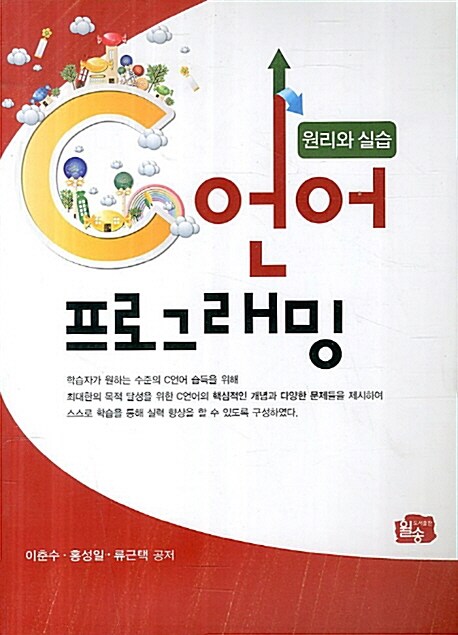 C언어
원리와 실습
프로그래밍
학습자가 원하는 수준의 C언어 습득을 위해
최대한의 목적 달성을 위한 C언어의 핵심적인 개념과 다양한 문제들을 제시하여
스스로 학습을 통해 실력 향상을 할 수 있도록 구성하였다.
도서출판
월송
이춘수 · 홍성일 · 류근택 공저